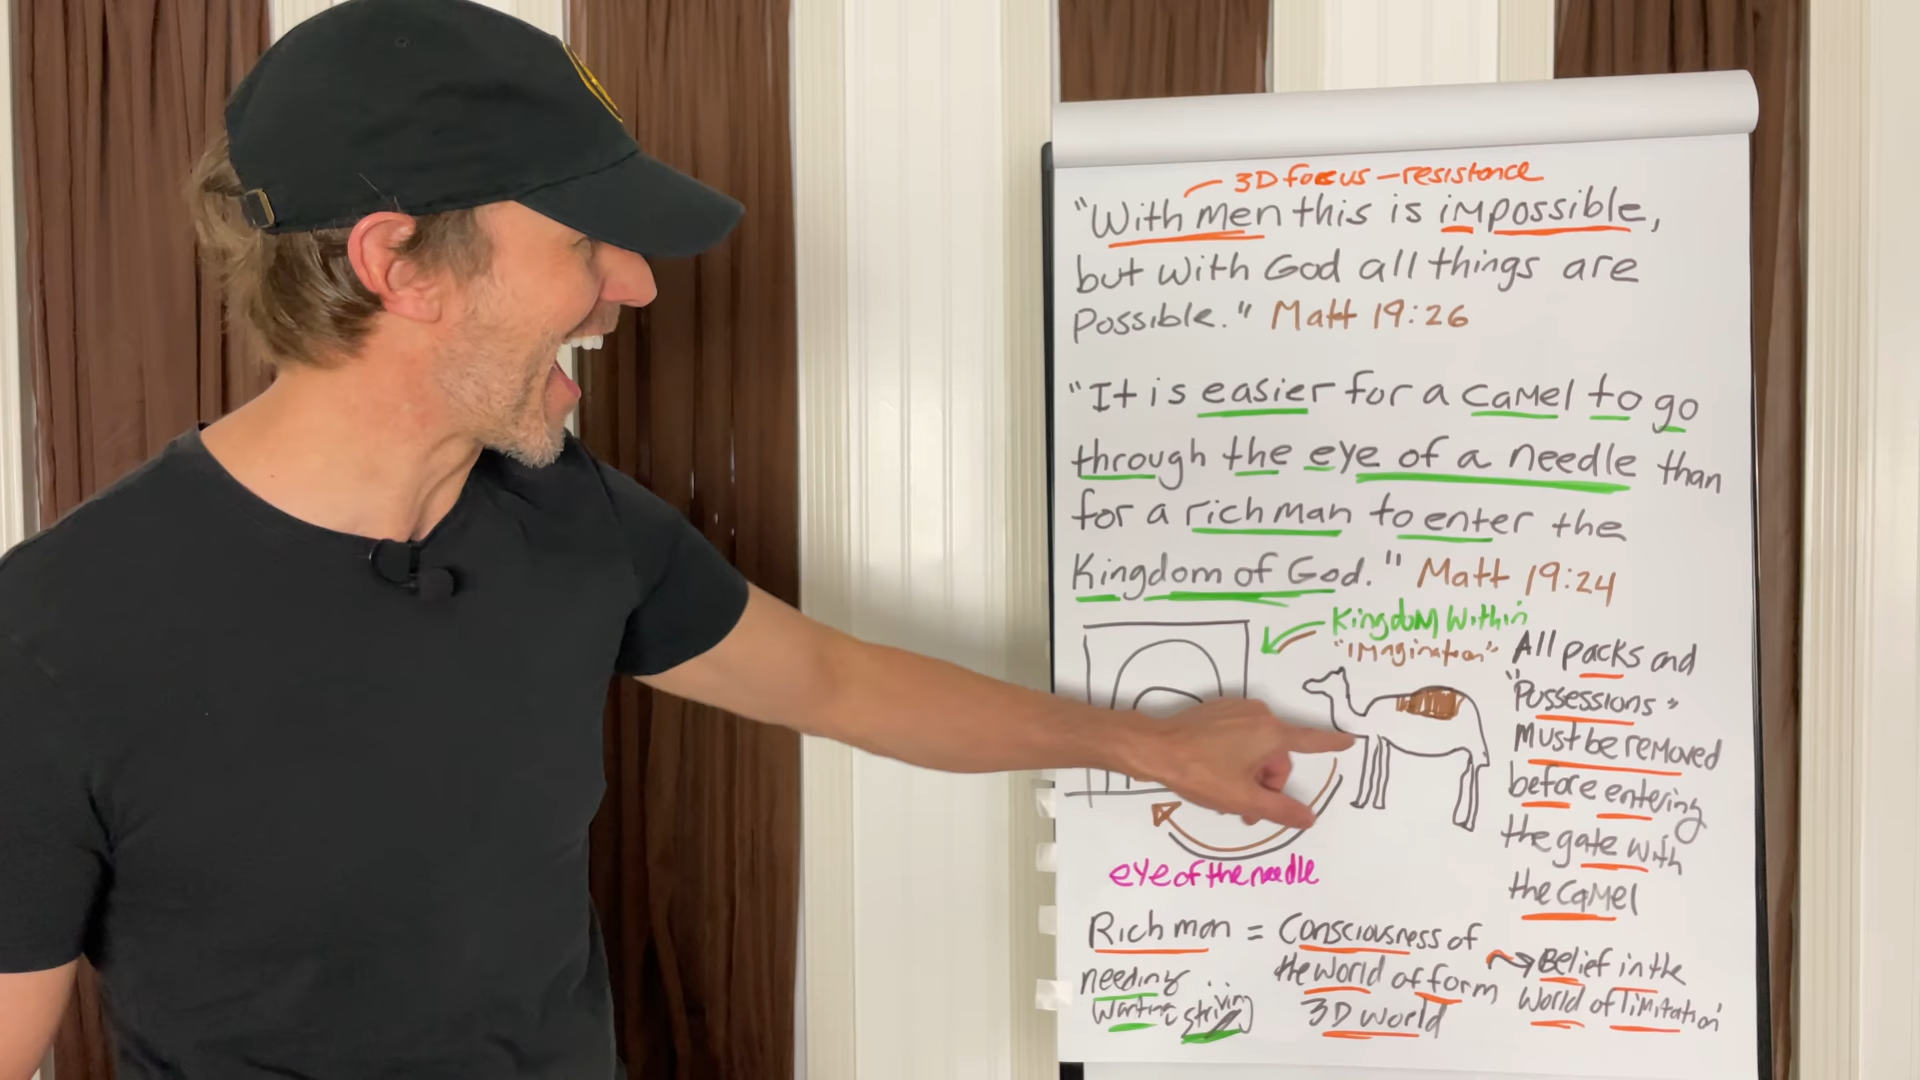 3D focus - resistance
"With men this is impossible,
but with God all things are
Possible." Matt 19:26
"It is easier for a camel to go
through the eye of a needle than
for a rich man to enter the
Kingdom of God." Matt 19:24
Kingdom within
"Imagination"
All packs and
"Pussessions"
Must be removed
before entering
the gate with
the camel
eye of the needle
Rich man = Consciousness of
the world of form
3D world
needing
wanting striving
Belief in the
World of limitation